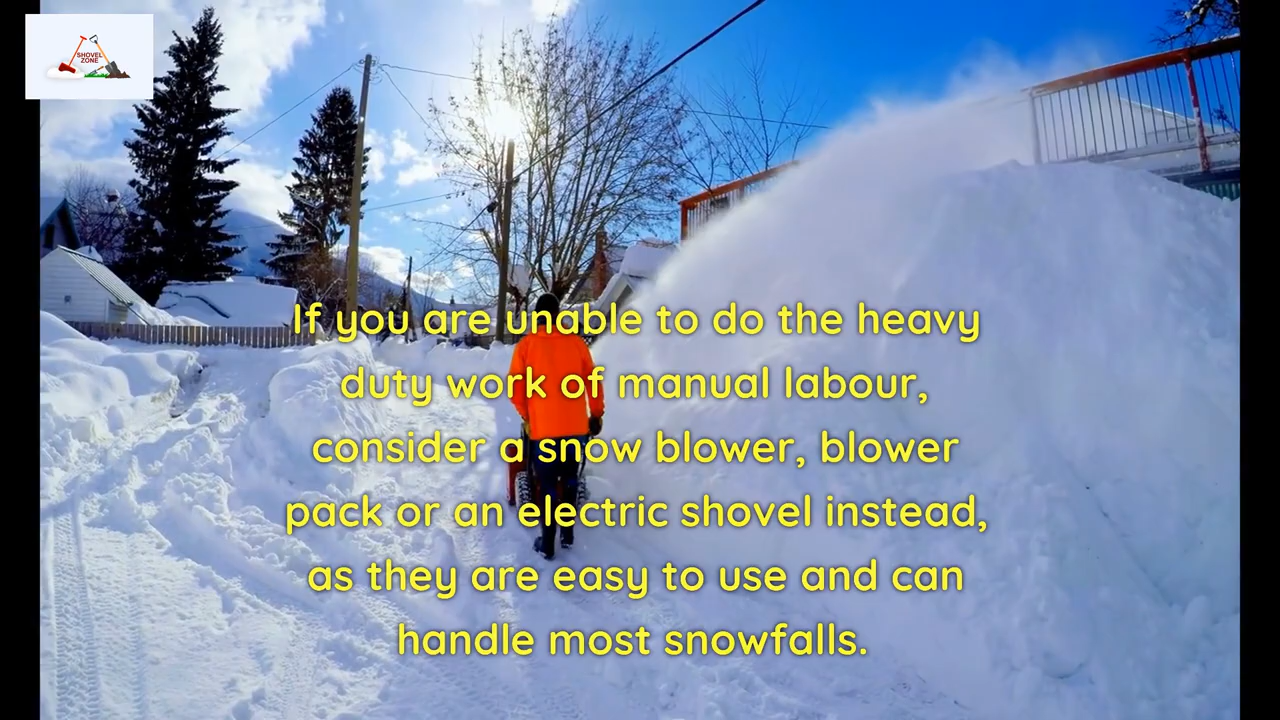 SHOVEL
ZONE
If you are unable to do the heavy
duty work of manual labour,
consider a snow blower, blower
pack or an electric shovel instead,
as they are easy to use and can
handle most snowfalls.